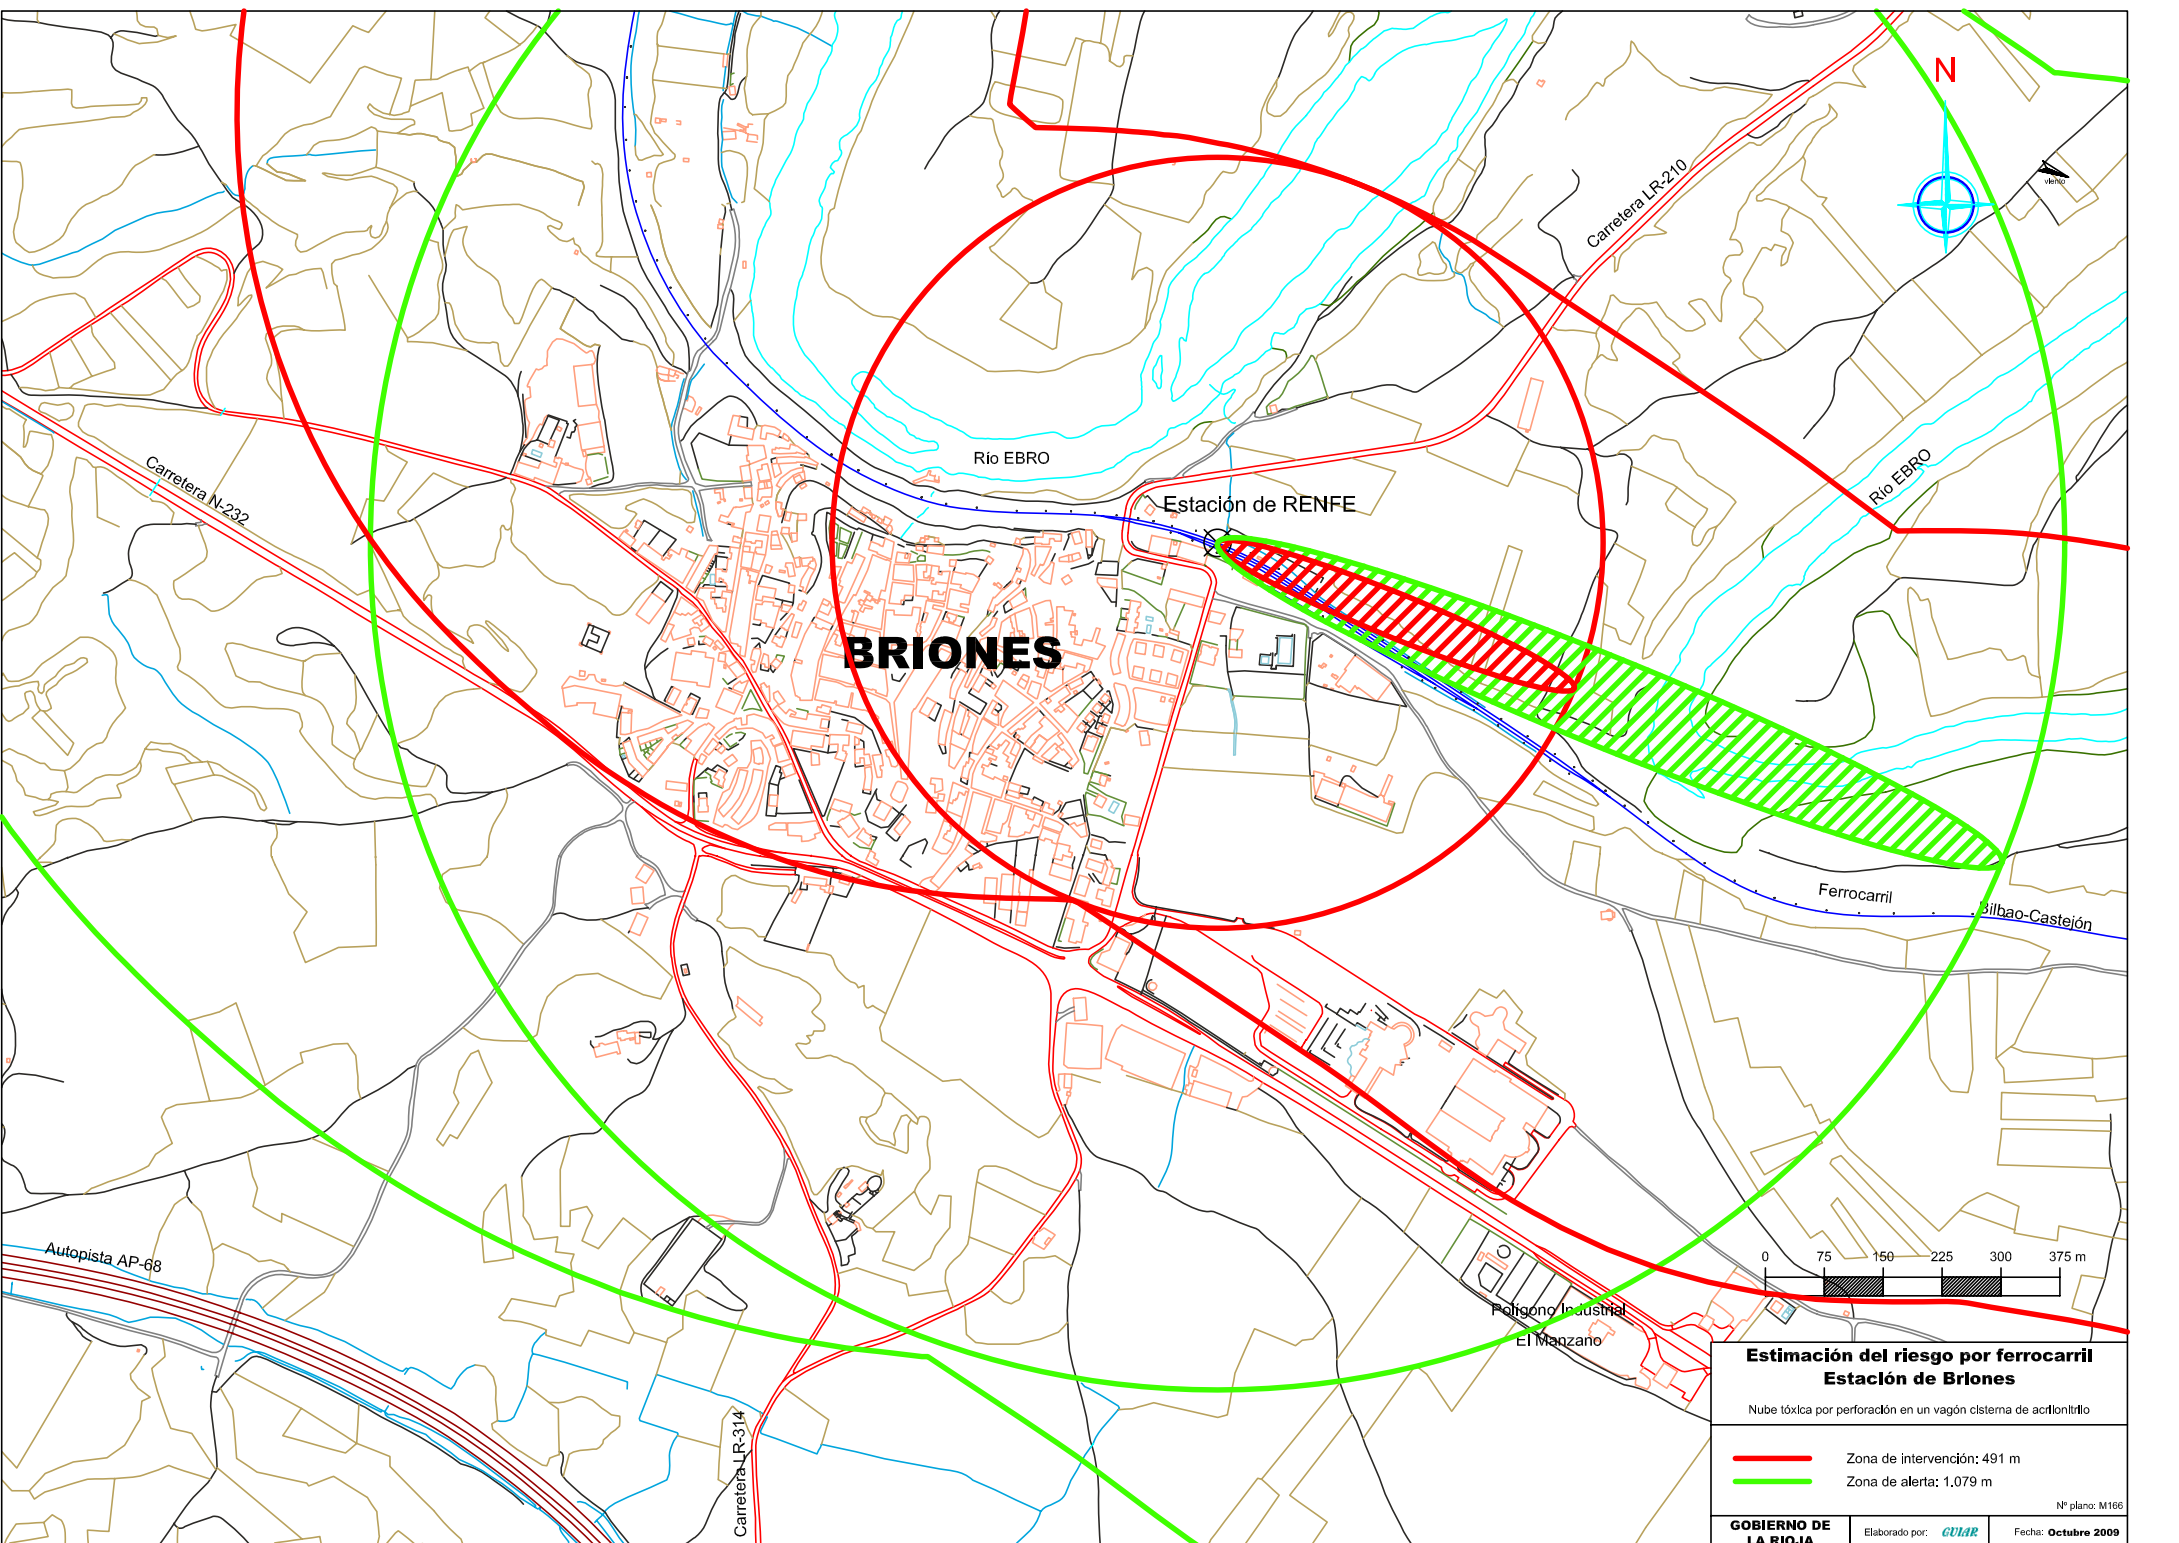 N
viento
Carretera LR-210
Carretera N-232
Río EBRO
Río EBRO
Estación de RENFE
BRIONES
Ferrocarril
Bilbao-Castejón
Autopista AP-68
Carretera LR-314
Polígono Industrial
El Manzano
0 75 150 225 300 375 m
Estimación del riesgo por ferrocarril
Estación de Briones
Nube tóxica por perforación en un vagón cisterna de acrilonitrilo
Zona de intervención: 491 m
Zona de alerta: 1.079 m
Nº plano: M166
GOBIERNO DE
LA RIOJA
Elaborado por: GUIAR
Fecha: Octubre 2009